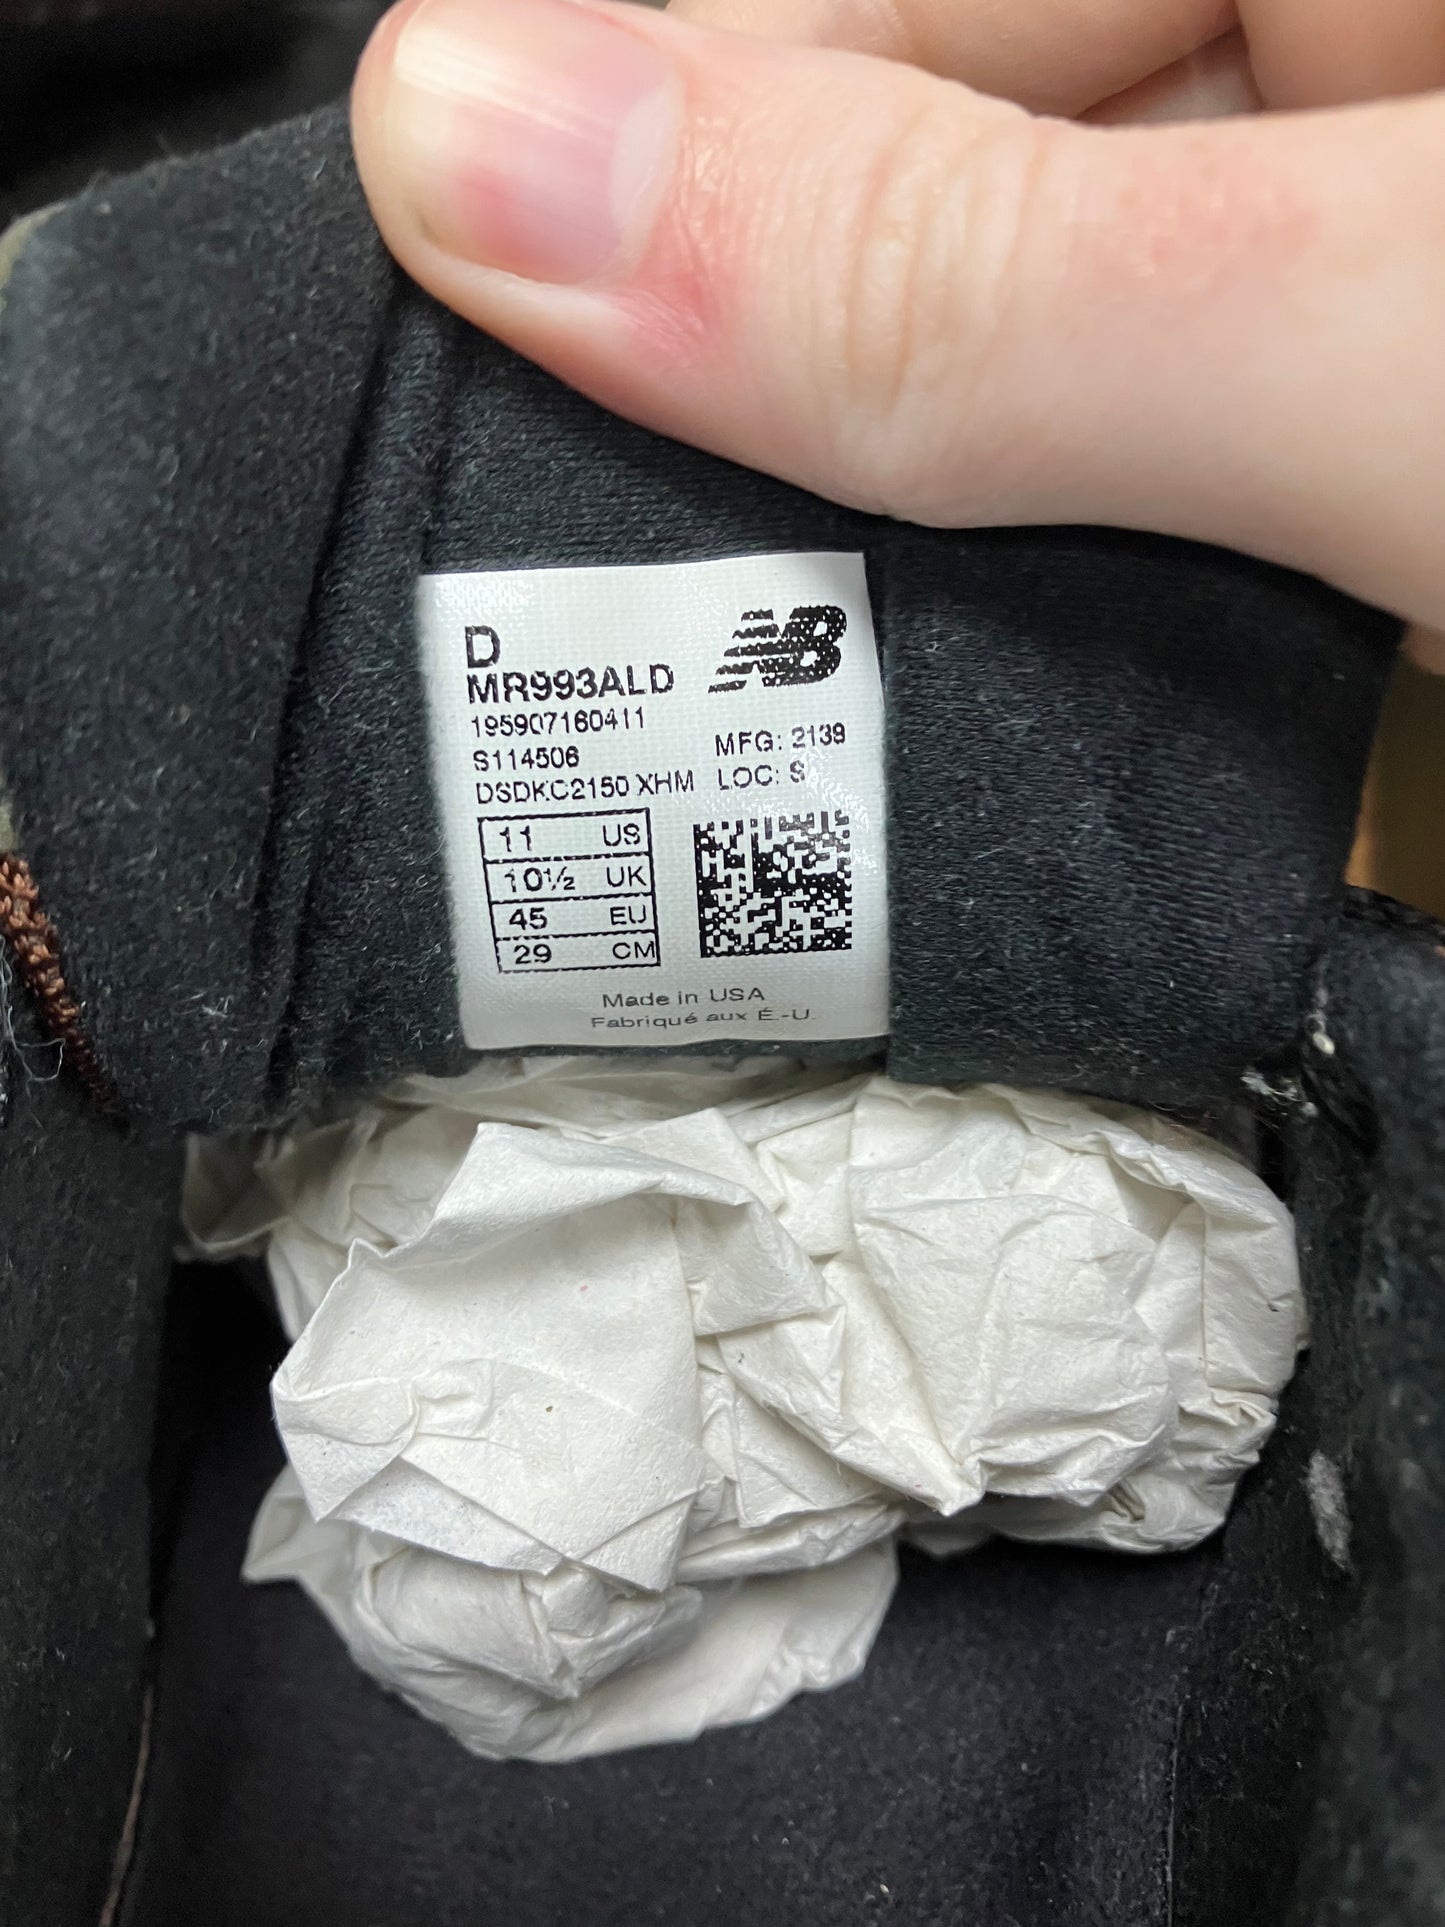 D
NB
MR993ALD
195907160411
S114506
MFG: 2139
DSDKC2150 XHM
LOC: S
11 US
10½ UK
45 EU
29 CM
Made in USA
Fabriqué aux É.-U.